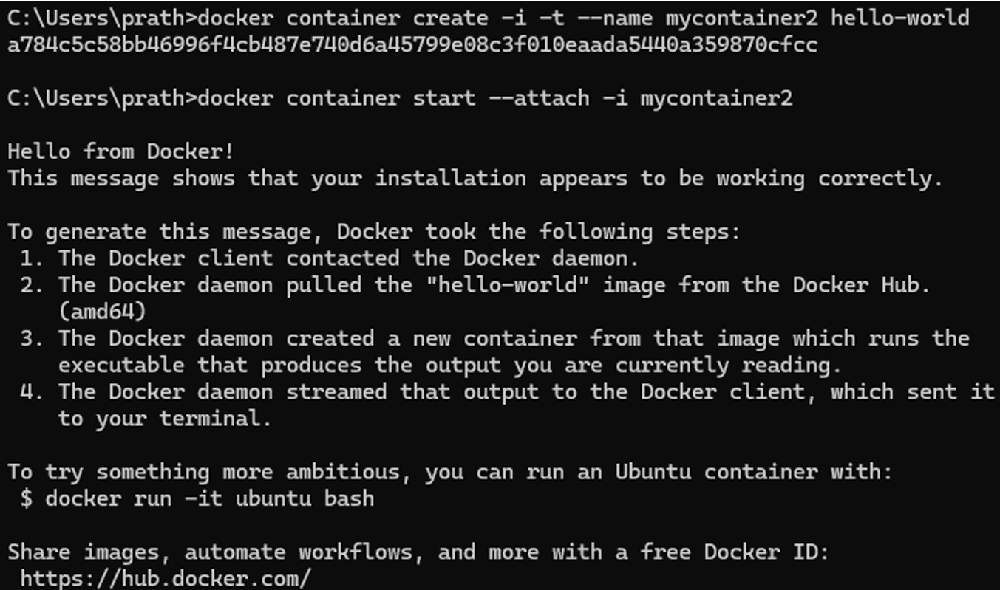 C:\Users\prath>docker container create -i -t --name mycontainer2 hello-world
a784c5c58bb46996f4cb487e740d6a45799e08c3f010eaada5440a359870cfcc
C:\Users\prath>docker container start --attach -i mycontainer2
Hello from Docker!
This message shows that your installation appears to be working correctly.
To generate this message, Docker took the following steps:
1. The Docker client contacted the Docker daemon.
2. The Docker daemon pulled the "hello-world" image from the Docker Hub.
(amd64)
3. The Docker daemon created a new container from that image which runs the
executable that produces the output you are currently reading.
4. The Docker daemon streamed that output to the Docker client, which sent it
to your terminal.
To try something more ambitious, you can run an Ubuntu container with:
$ docker run -it ubuntu bash
Share images, automate workflows, and more with a free Docker ID:
https://hub.docker.com/